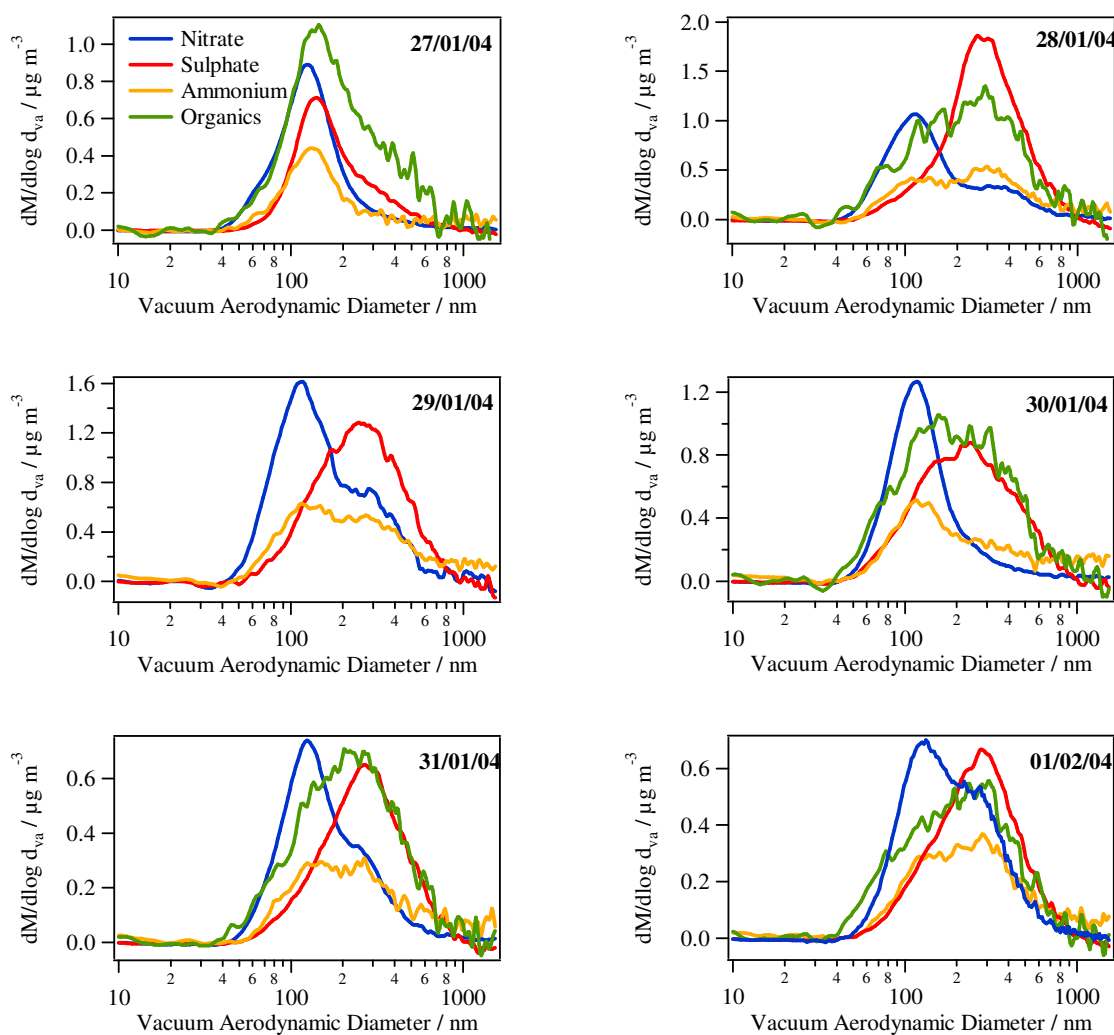 27/01/04
Nitrate
Sulphate
Ammonium
Organics
dM/dlog d_va / µg m⁻³
1.0
0.8
0.6
0.4
0.2
0.0
10 2 4 6 8 100 2 4 6 8 1000
Vacuum Aerodynamic Diameter / nm
28/01/04
dM/dlog d_va / µg m⁻³
2.0
1.5
1.0
0.5
0.0
10 2 4 6 8 100 2 4 6 8 1000
Vacuum Aerodynamic Diameter / nm
29/01/04
dM/dlog d_va / µg m⁻³
1.6
1.2
0.8
0.4
0.0
10 2 4 6 8 100 2 4 6 8 1000
Vacuum Aerodynamic Diameter / nm
30/01/04
dM/dlog d_va / µg m⁻³
1.2
0.8
0.4
0.0
10 2 4 6 8 100 2 4 6 8 1000
Vacuum Aerodynamic Diameter / nm
31/01/04
dM/dlog d_va / µg m⁻³
0.6
0.4
0.2
0.0
10 2 4 6 8 100 2 4 6 8 1000
Vacuum Aerodynamic Diameter / nm
01/02/04
dM/dlog d_va / µg m⁻³
0.6
0.4
0.2
0.0
10 2 4 6 8 100 2 4 6 8 1000
Vacuum Aerodynamic Diameter / nm